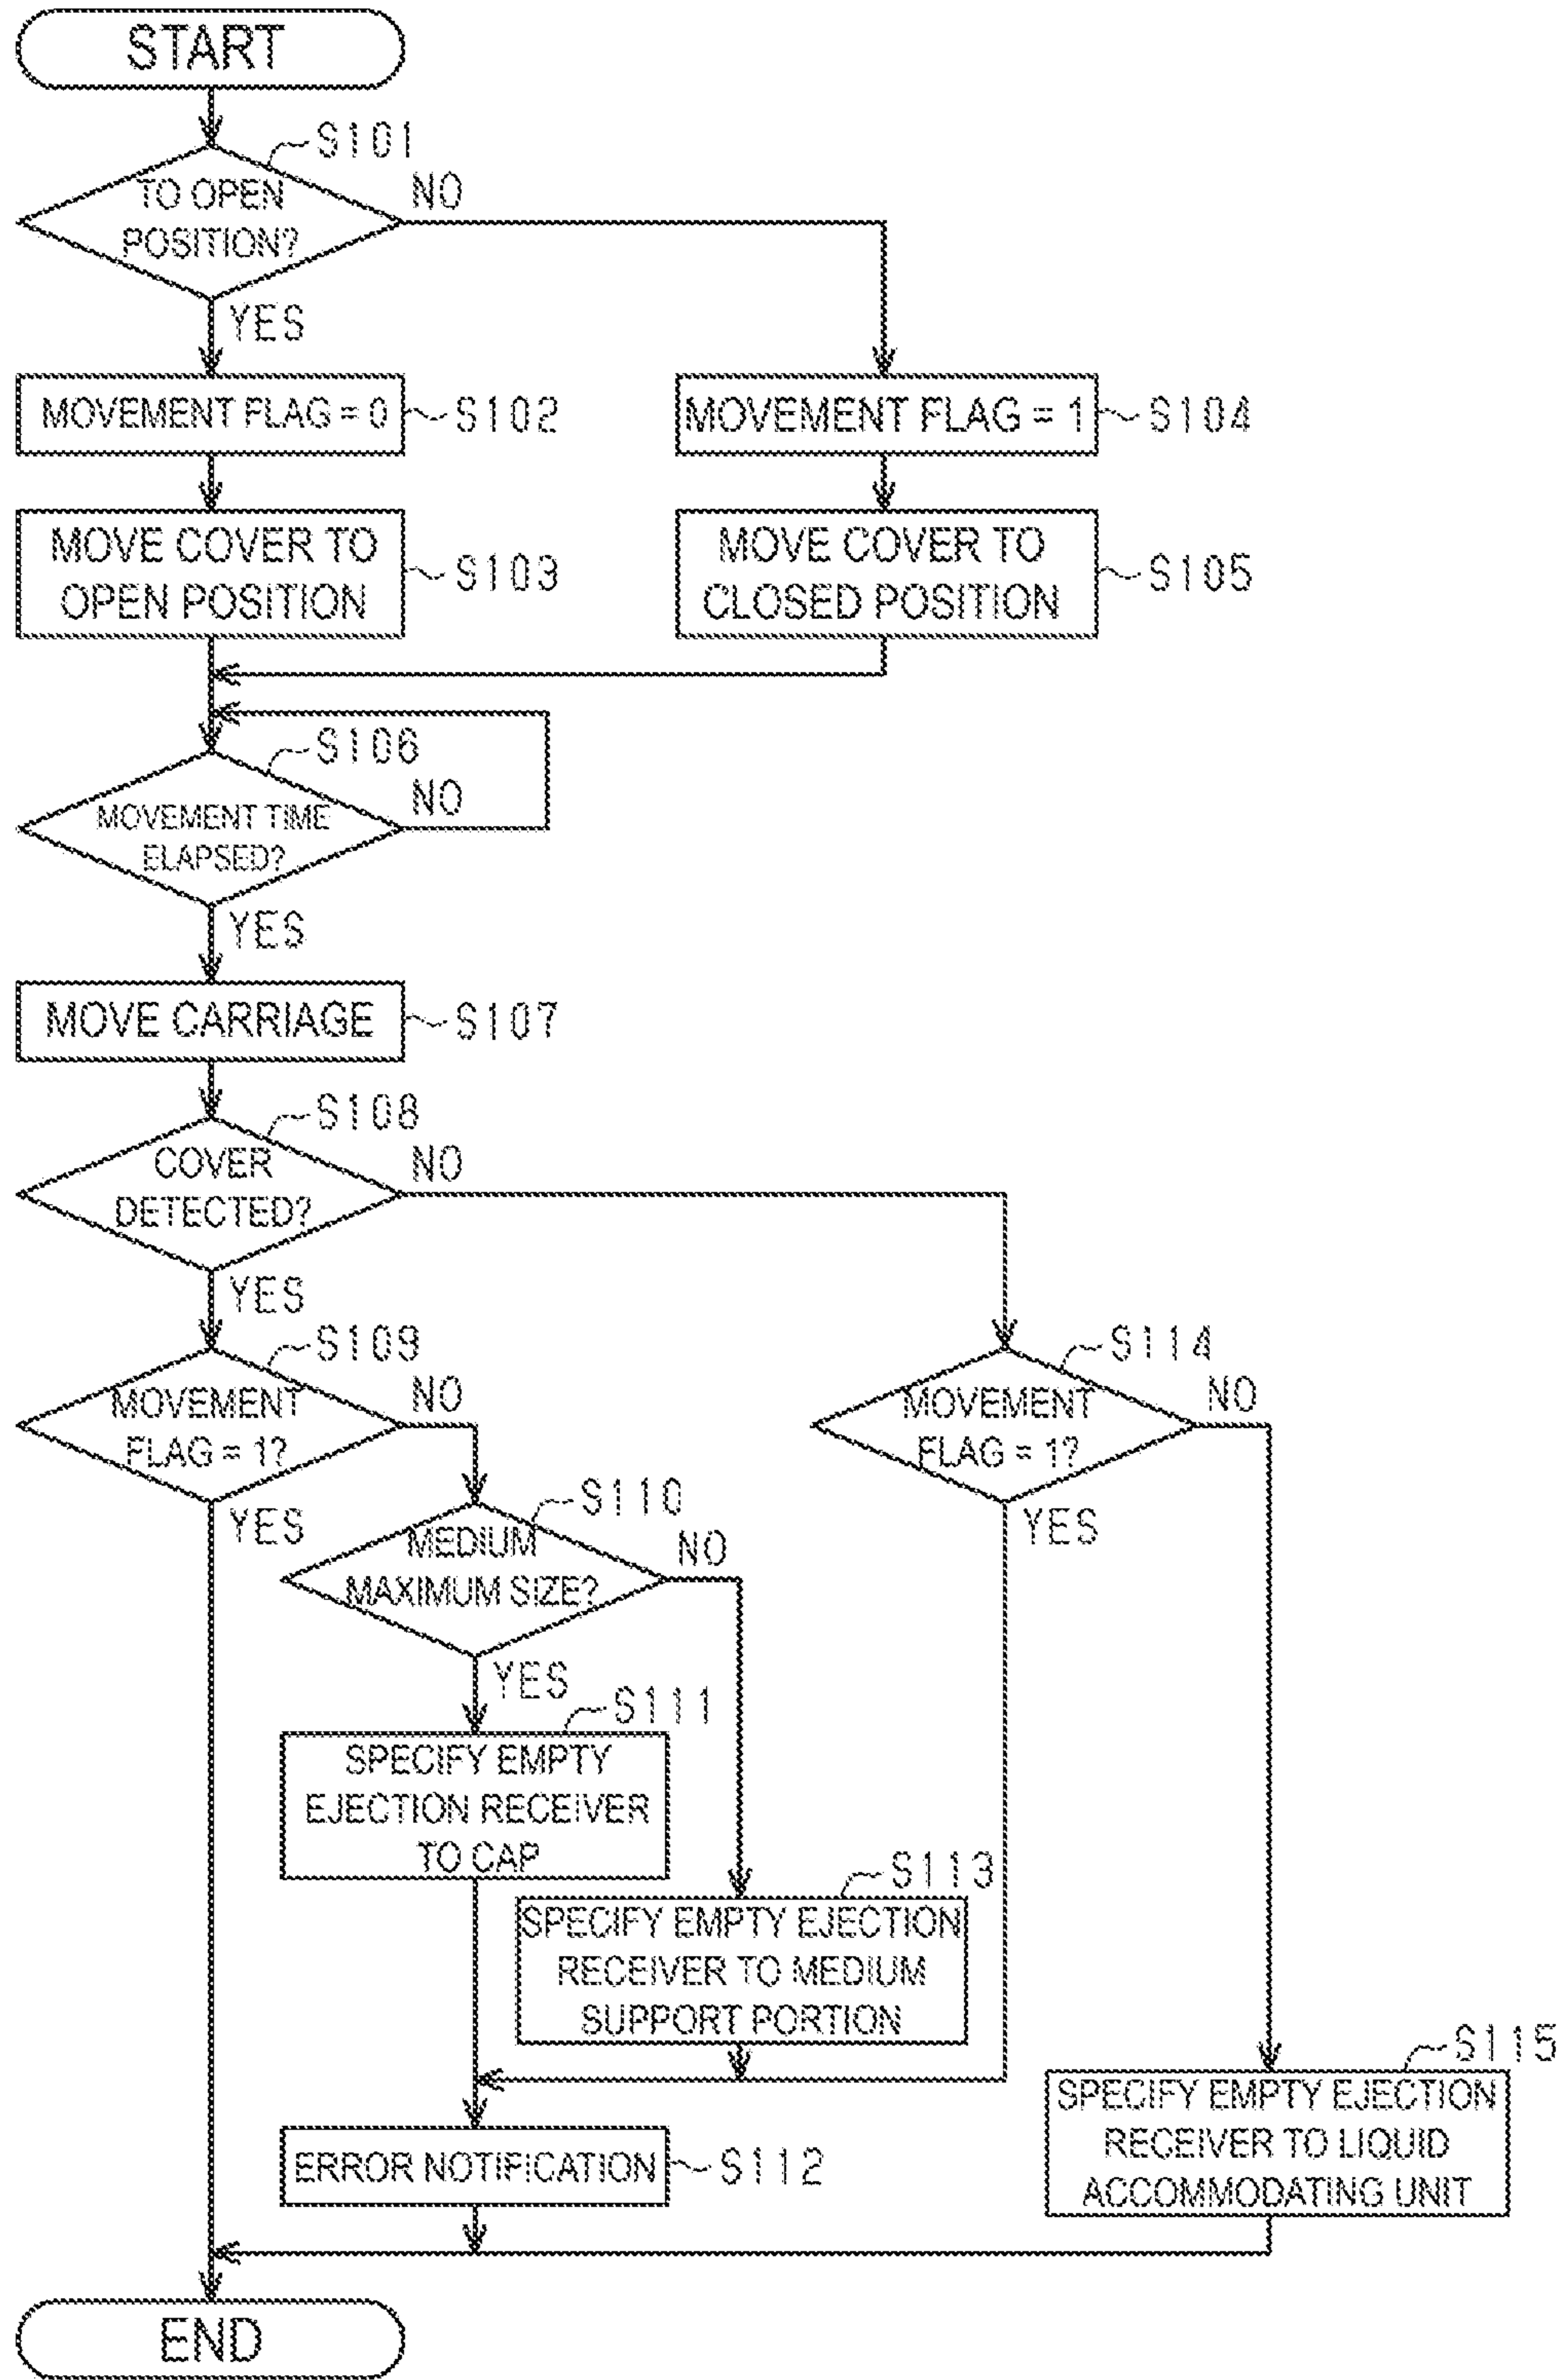 START
S101
TO OPEN
POSITION?
NO
YES
MOVEMENT FLAG = 0
S102
MOVEMENT FLAG = 1
S104
MOVE COVER TO
OPEN POSITION
S103
MOVE COVER TO
CLOSED POSITION
S105
S106
MOVEMENT TIME
ELAPSED?
NO
YES
MOVE CARRIAGE
S107
S108
COVER
DETECTED?
NO
YES
S109
MOVEMENT
FLAG = 1?
NO
YES
S114
MOVEMENT
FLAG = 1?
NO
YES
S110
MEDIUM
MAXIMUM SIZE?
NO
YES
S111
SPECIFY EMPTY
EJECTION RECEIVER
TO CAP
S113
SPECIFY EMPTY EJECTION
RECEIVER TO MEDIUM
SUPPORT PORTION
S115
SPECIFY EMPTY EJECTION
RECEIVER TO LIQUID
ACCOMMODATING UNIT
ERROR NOTIFICATION
S112
END